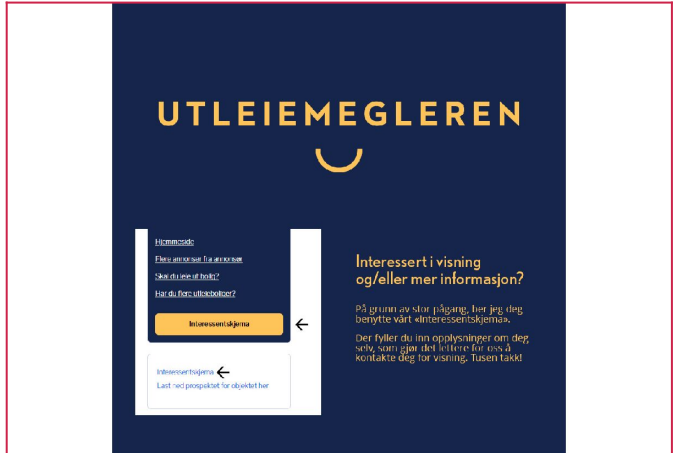 UTLEIEMEGLEREN
Hjemmeside
Flere annonser fra annonsør
Skal du leie ut bolig?
Har du flere utleieboliger?
Interessentskjema
Interessentskjema
Last ned prospektet for objektet her
Interessert i visning
og/eller mer informasjon?
På grunn av stor pågang, ber jeg deg
benytte vårt «Interessentskjema».
Der fyller du inn opplysninger om deg
selv, som gjør det lettere for oss å
kontakte deg for visning. Tusen takk!